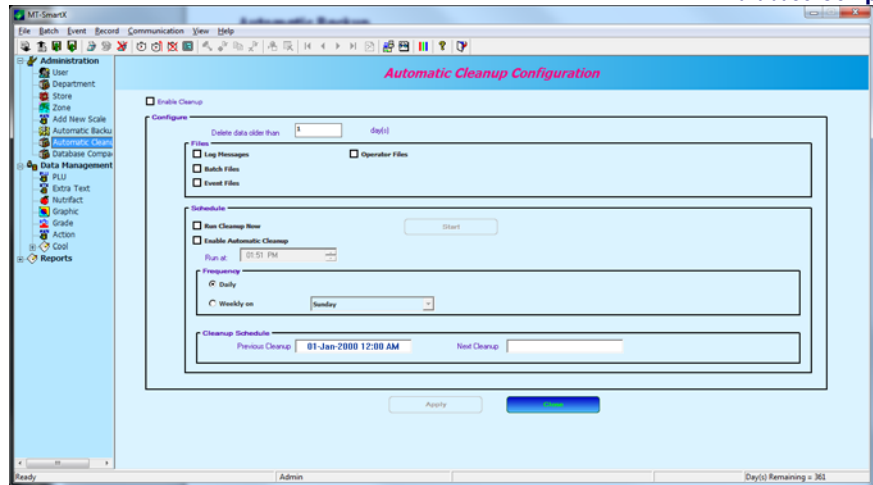 MT-SmartX
File Batch Event Record Communication View Help
Administration
User
Department
Store
Zone
Add New Scale
Automatic Backu
Automatic Clean
Database Compa
Data Management
PLU
Extra Text
Nutrifact
Graphic
Grade
Action
Cool
Reports
Automatic Cleanup Configuration
Enable Cleanup
Configure
Delete data older than 1 day(s)
Files
Log Messages Operator Files
Batch Files
Event Files
Schedule
Run Cleanup Now Start
Enable Automatic Cleanup
Run at: 01:51 PM
Frequency
Daily
Weekly on Sunday
Cleanup Schedule
Previous Cleanup 01-Jan-2000 12:00 AM Next Cleanup
Apply Close
Ready Admin Day(s) Remaining = 361